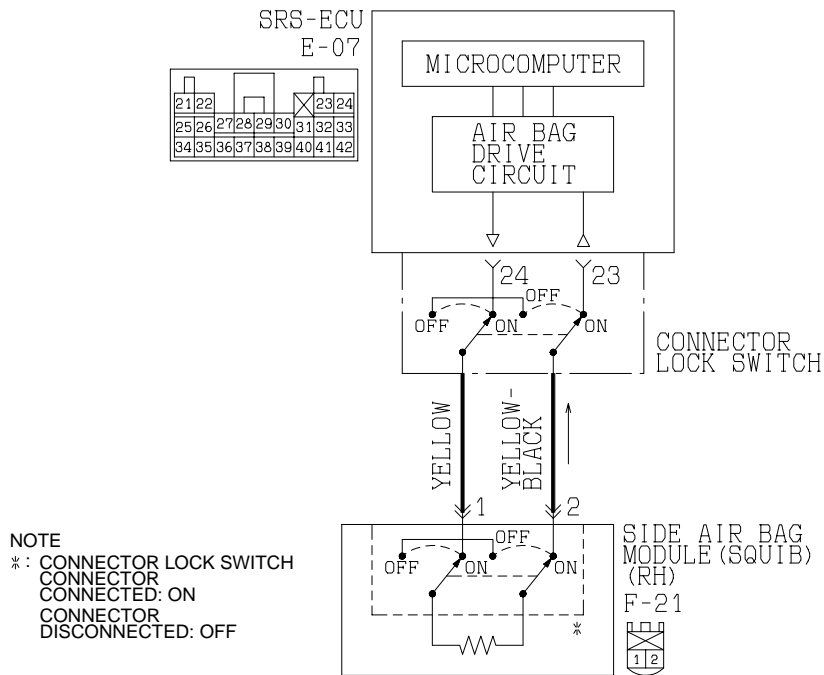 SRS-ECU
E-07
21 22 23 24
25 26 27 28 29 30 31 32 33
34 35 36 37 38 39 40 41 42
MICROCOMPUTER
AIR BAG
DRIVE
CIRCUIT
24 23
OFF
OFF ON ON
CONNECTOR
LOCK SWITCH
YELLOW
YELLOW-
BLACK
1 2
OFF
OFF ON ON
SIDE AIR BAG
MODULE(SQUIB)
(RH)
F-21
*
1 2
NOTE
*: CONNECTOR LOCK SWITCH
CONNECTOR
CONNECTED: ON
CONNECTOR
DISCONNECTED: OFF